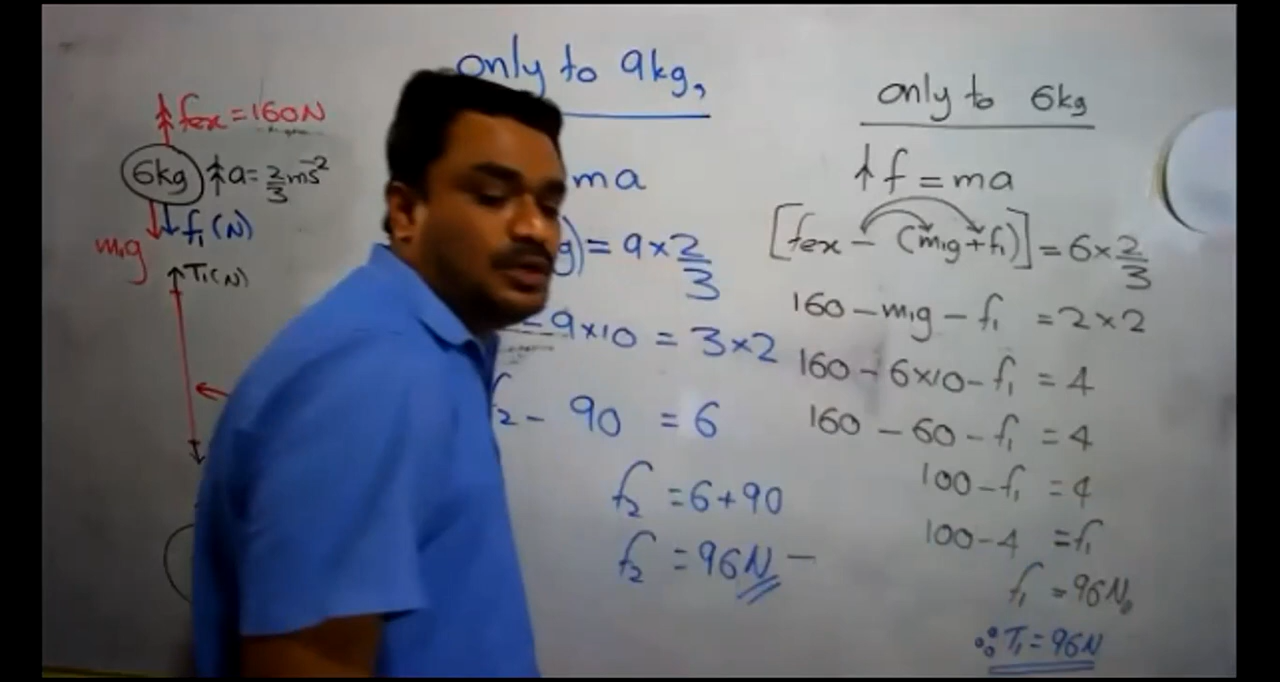 ↑ fex = 160N
6kg ↑ a = 2/3 ms⁻²
↓ f₁ (N)
m₁g
↑ T₁(N)
only to 9kg,
ma
g) = 9 × 2/3
- 9×10 = 3×2
f₂ - 90 = 6
f₂ = 6+90
f₂ = 96N
only to 6kg
↑ f = ma
[fex - (m₁g + f₁)] = 6 × 2/3
160 - m₁g - f₁ = 2×2
160 - 6×10 - f₁ = 4
160 - 60 - f₁ = 4
100 - f₁ = 4
100 - 4 = f₁
f₁ = 96N
∴ T₁ = 96N